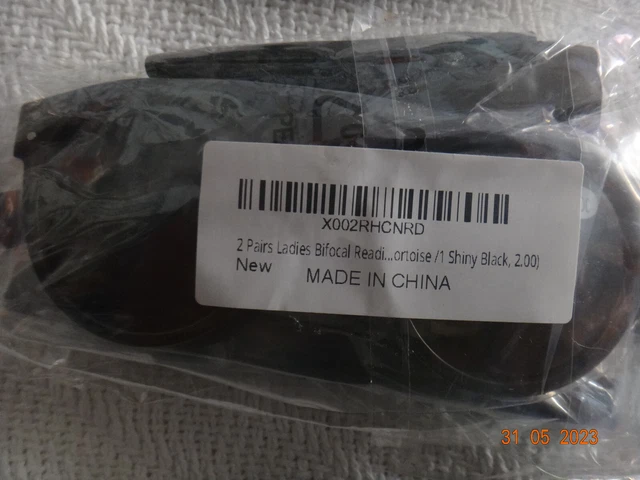 X002RHCNRD
2 Pairs Ladies Bifocal Readi...ortoise /1 Shiny Black, 2.00)
New
MADE IN CHINA
31 05 2023